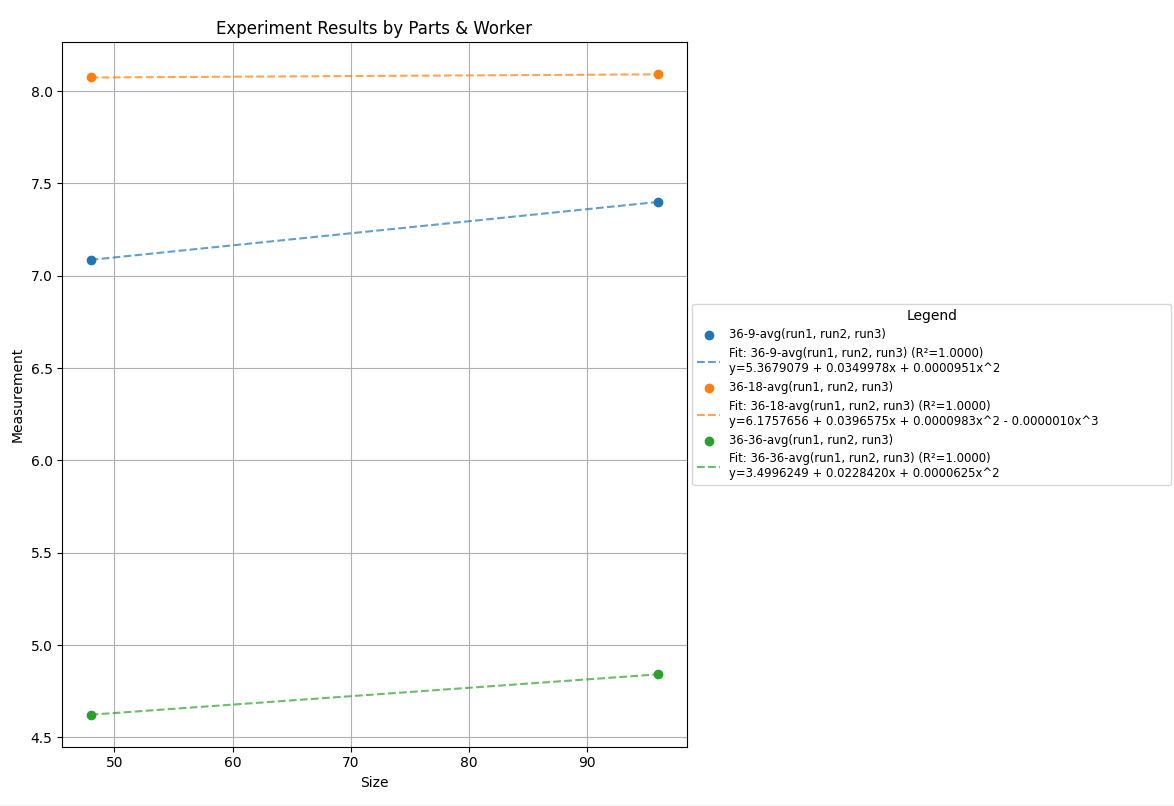 Experiment Results by Parts & Worker
Measurement
8.0
7.5
7.0
6.5
6.0
5.5
5.0
4.5
50
60
70
80
90
Size
Legend
36-9-avg(run1, run2, run3)
Fit: 36-9-avg(run1, run2, run3) (R²=1.0000)
y=5.3679079 + 0.0349978x + 0.0000951x^2
36-18-avg(run1, run2, run3)
Fit: 36-18-avg(run1, run2, run3) (R²=1.0000)
y=6.1757656 + 0.0396575x + 0.0000983x^2 - 0.0000010x^3
36-36-avg(run1, run2, run3)
Fit: 36-36-avg(run1, run2, run3) (R²=1.0000)
y=3.4996249 + 0.0228420x + 0.0000625x^2